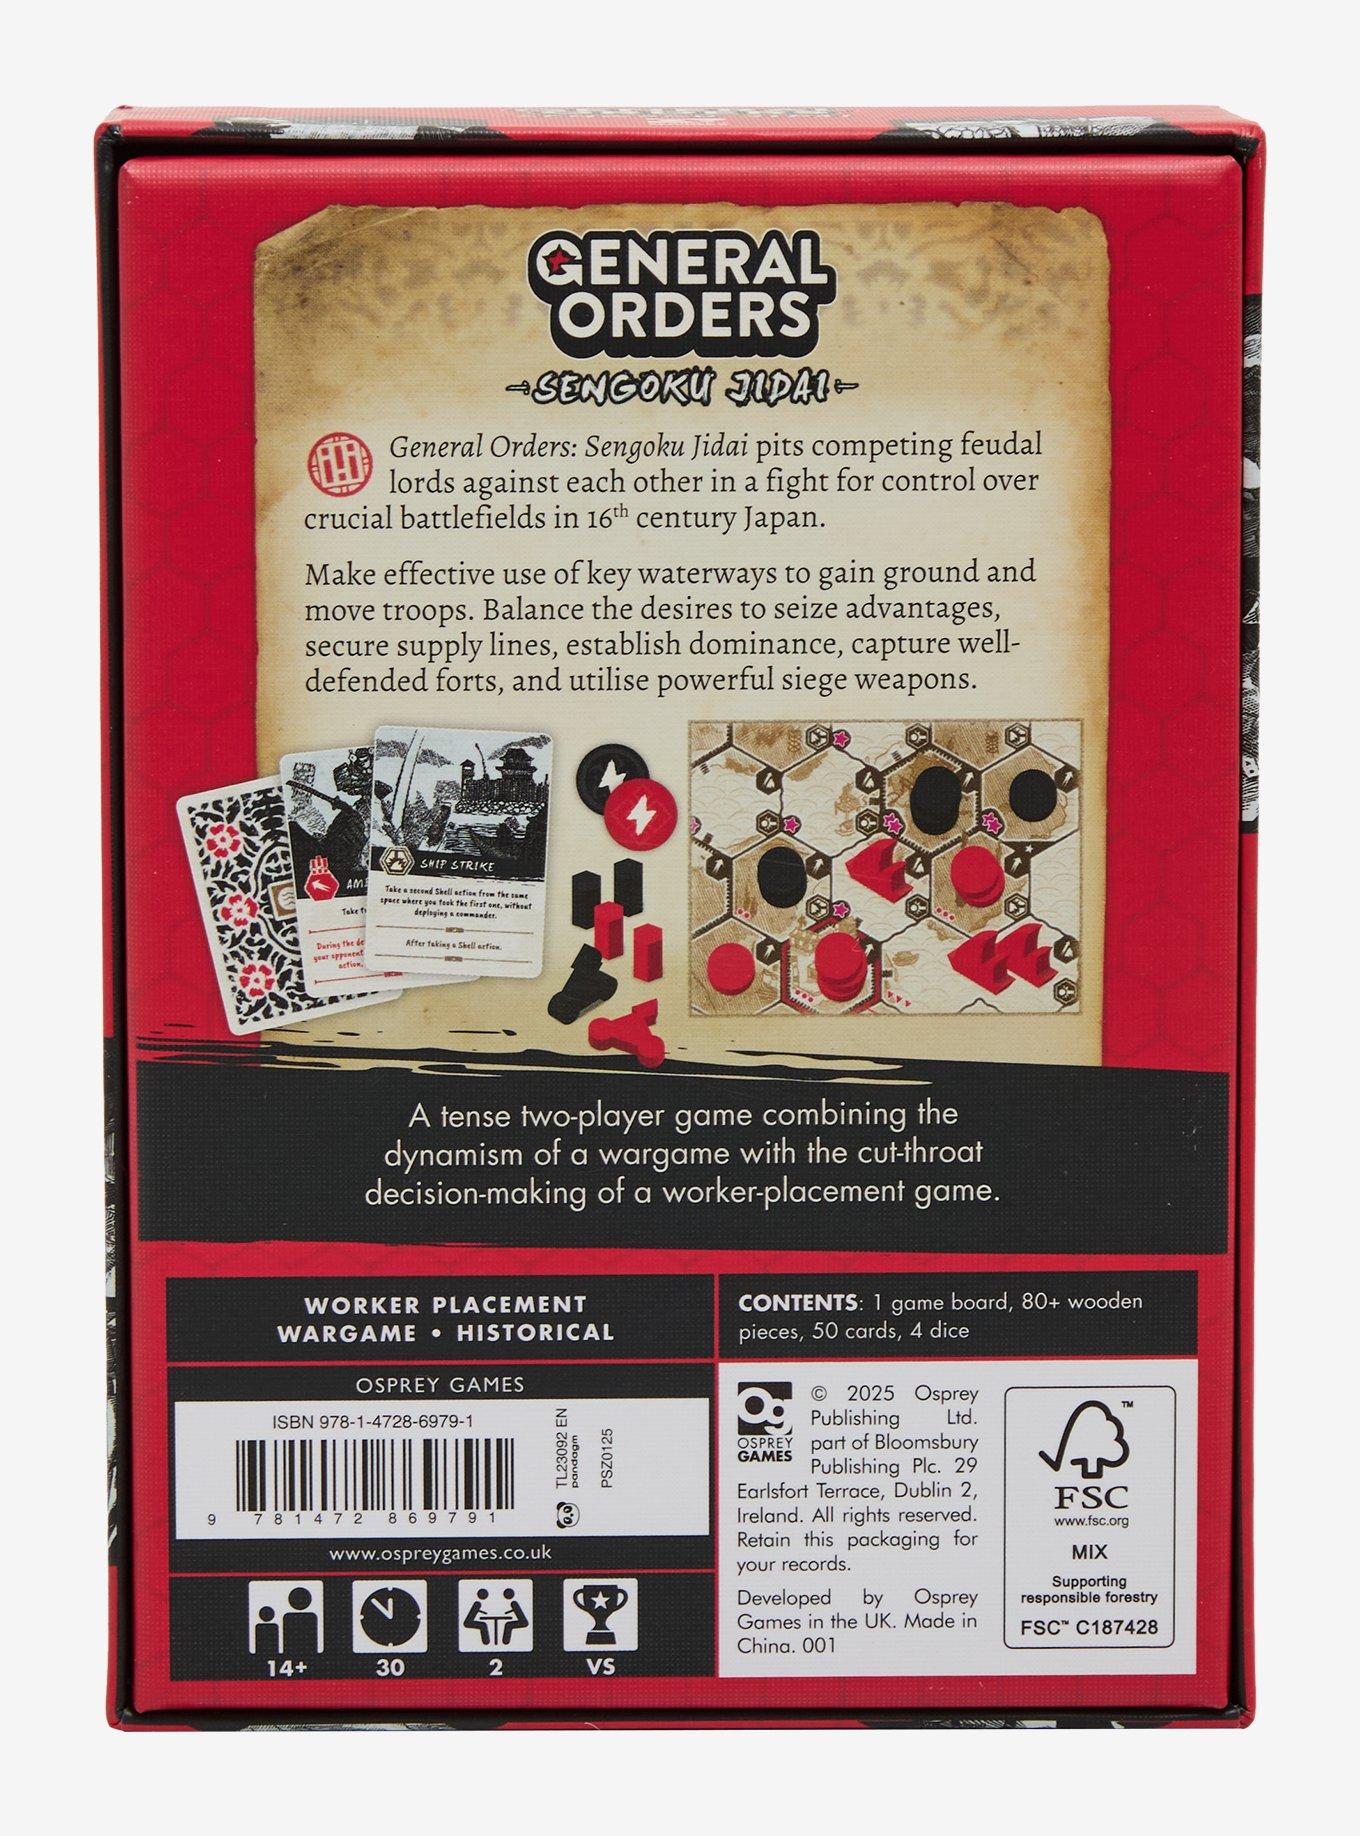 GENERAL
ORDERS
SENGOKU JIDAI
General Orders: Sengoku Jidai pits competing feudal
lords against each other in a fight for control over
crucial battlefields in 16th century Japan.
Make effective use of key waterways to gain ground and
move troops. Balance the desires to seize advantages,
secure supply lines, establish dominance, capture well-
defended forts, and utilise powerful siege weapons.
SHIP STRIKE
Take a second Shell action from the same
space where you took the first one, without
deploying a commander.
After taking a Shell action.
During the de
your opponent
action,
A tense two-player game combining the
dynamism of a wargame with the cut-throat
decision-making of a worker-placement game.
WORKER PLACEMENT
WARGAME • HISTORICAL
CONTENTS: 1 game board, 80+ wooden
pieces, 50 cards, 4 dice
OSPREY GAMES
ISBN 978-1-4728-6979-1
9 781472 869791
TL23092 EN
pandagm
PSZ0125
www.ospreygames.co.uk
14+
30
2
VS
Og
OSPREY
GAMES
© 2025 Osprey
Publishing Ltd.
part of Bloomsbury
Publishing Plc. 29
Earlsfort Terrace, Dublin 2,
Ireland. All rights reserved.
Retain this packaging for
your records.
Developed by Osprey
Games in the UK. Made in
China. 001
™
FSC
www.fsc.org
MIX
Supporting
responsible forestry
FSC™ C187428